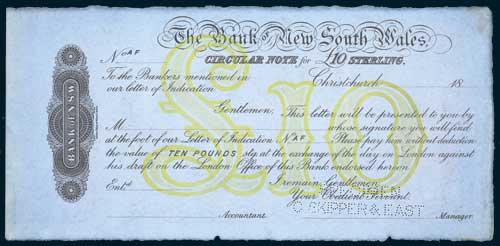 The Bank of New South Wales.
No AF
CIRCULAR NOTE for £10 STERLING.
To the Bankers mentioned in
our letter of Indication
Christchurch 18
Gentlemen, This letter will be presented to you by
M whose signature you will find
at the foot of our Letter of Indication No AF Please pay him without deduction
the value of TEN POUNDS stg at the exchange of the day on London against
his draft on the London Office of this Bank endorsed hereon.
I remain, Gentlemen,
Entd
Your Obedient Servant.
SPECIMEN
C SKIPPER & EAST
Accountant. Manager
BANK OF N.S.W.
£10